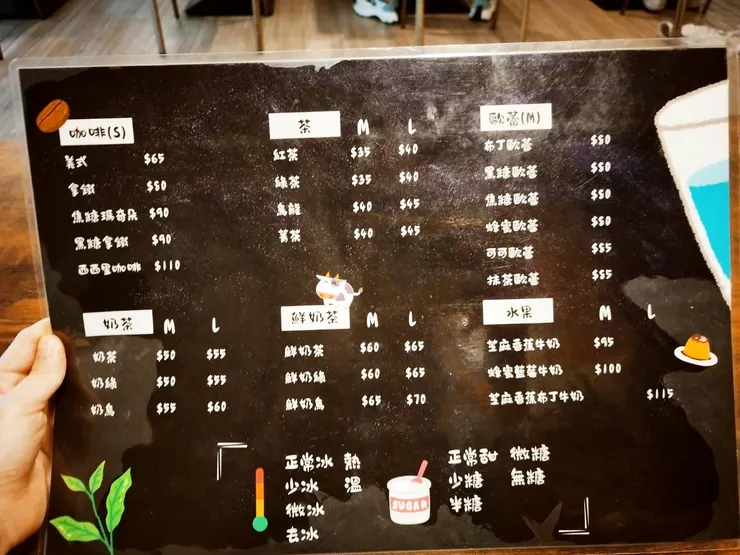 咖啡(S)
美式 $65
拿鐵 $80
焦糖瑪奇朵 $90
黑糖拿鐵 $90
西西里咖啡 $110
茶 M L
紅茶 $35 $40
綠茶 $35 $40
烏龍 $40 $45
菁茶 $40 $45
歐蕾(M)
布丁歐蕾 $50
黑糖歐蕾 $50
焦糖歐蕾 $50
蜂蜜歐蕾 $50
可可歐蕾 $55
抹茶歐蕾 $55
奶茶 M L
奶茶 $50 $55
奶綠 $50 $55
奶烏 $55 $60
鮮奶茶 M L
鮮奶茶 $60 $65
鮮奶綠 $60 $65
鮮奶烏 $65 $70
水果 M L
芝麻香蕉牛奶 $95
蜂蜜藍莓牛奶 $100
芝麻香蕉布丁牛奶 $115
正常冰 熱
少冰 溫
微冰
去冰
SUGAR
正常甜 微糖
少糖 無糖
半糖